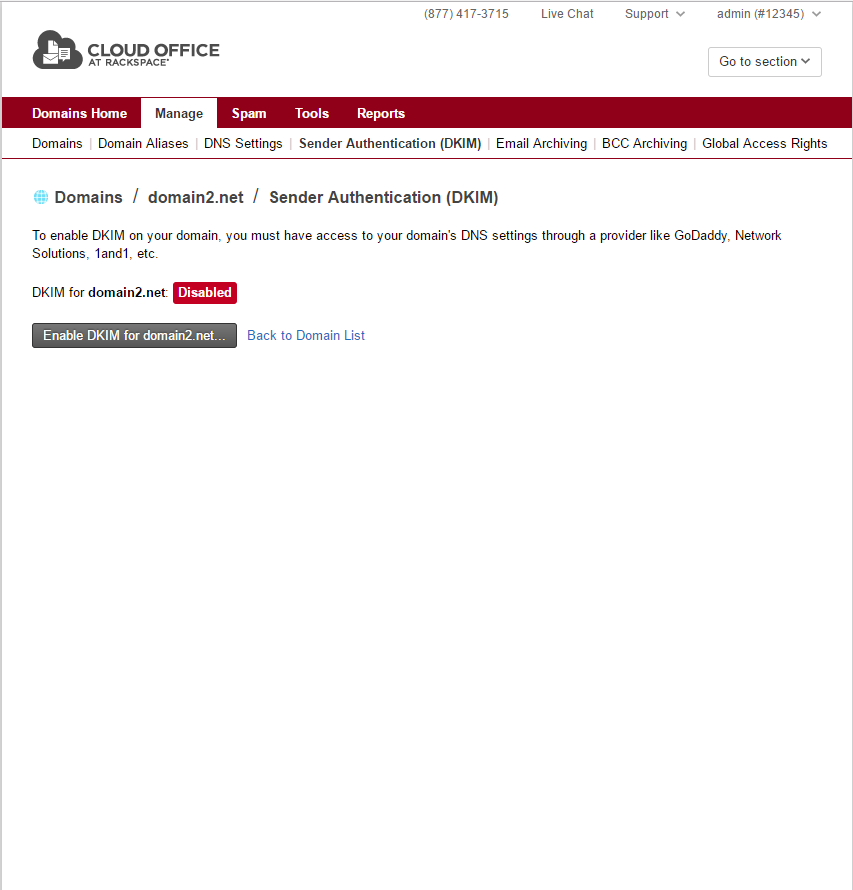 (877) 417-3715 Live Chat Support admin (#12345)
CLOUD OFFICE
AT RACKSPACE
Go to section
Domains Home Manage Spam Tools Reports
Domains | Domain Aliases | DNS Settings | Sender Authentication (DKIM) | Email Archiving | BCC Archiving | Global Access Rights
Domains / domain2.net / Sender Authentication (DKIM)
To enable DKIM on your domain, you must have access to your domain's DNS settings through a provider like GoDaddy, Network
Solutions, 1and1, etc.
DKIM for domain2.net: Disabled
Enable DKIM for domain2.net... Back to Domain List